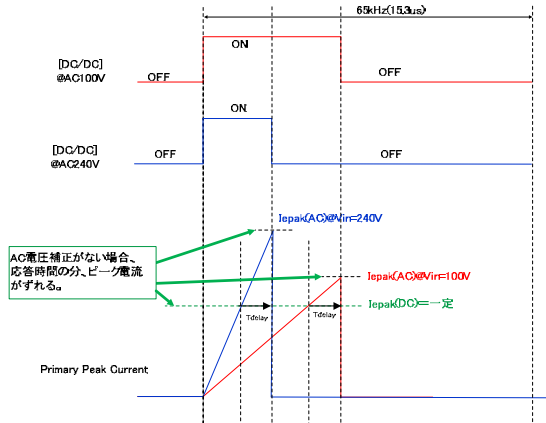 65kHz(15.3us)
ON
[DC/DC]
@AC100V
OFF
OFF
ON
[DC/DC]
@AC240V
OFF
OFF
Iepak(AC)@Vin=240V
AC電圧補正がない場合、
応答時間の分、ピーク電流
がずれる。
Iepak(AC)@Vin=100V
Iepak(DC)=一定
Tdelay
Tdelay
Primary Peak Current